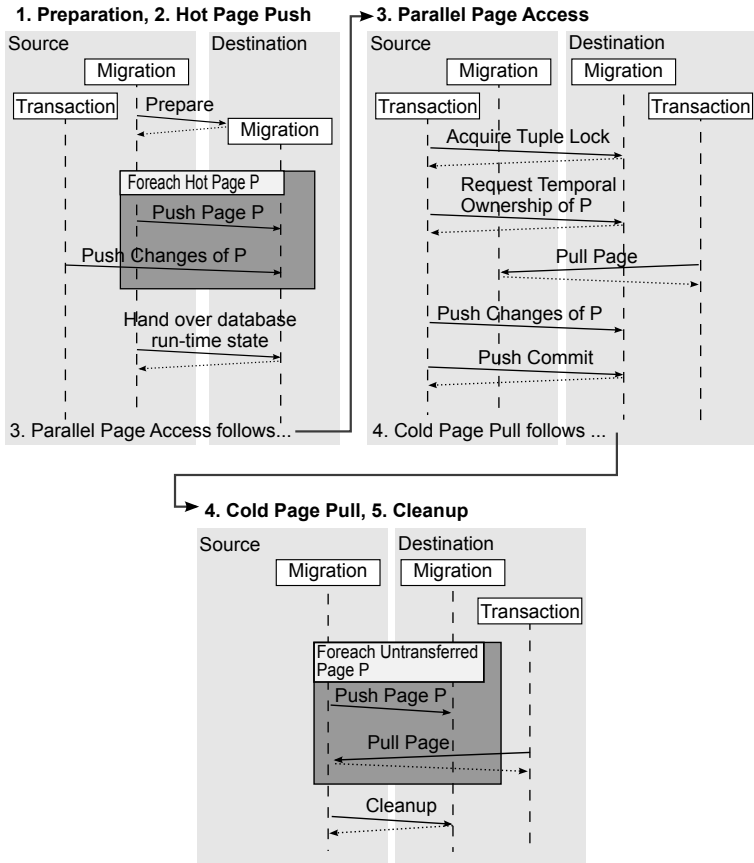 1. Preparation, 2. Hot Page Push
Source
Destination
Migration
Transaction
Prepare
Migration
Foreach Hot Page P
Push Page P
Push Changes of P
Hand over database
run-time state
3. Parallel Page Access follows...
3. Parallel Page Access
Source
Destination
Migration
Migration
Transaction
Transaction
Acquire Tuple Lock
Request Temporal
Ownership of P
Pull Page
Push Changes of P
Push Commit
4. Cold Page Pull follows ...
4. Cold Page Pull, 5. Cleanup
Source
Destination
Migration
Migration
Transaction
Foreach Untransferred
Page P
Push Page P
Pull Page
Cleanup